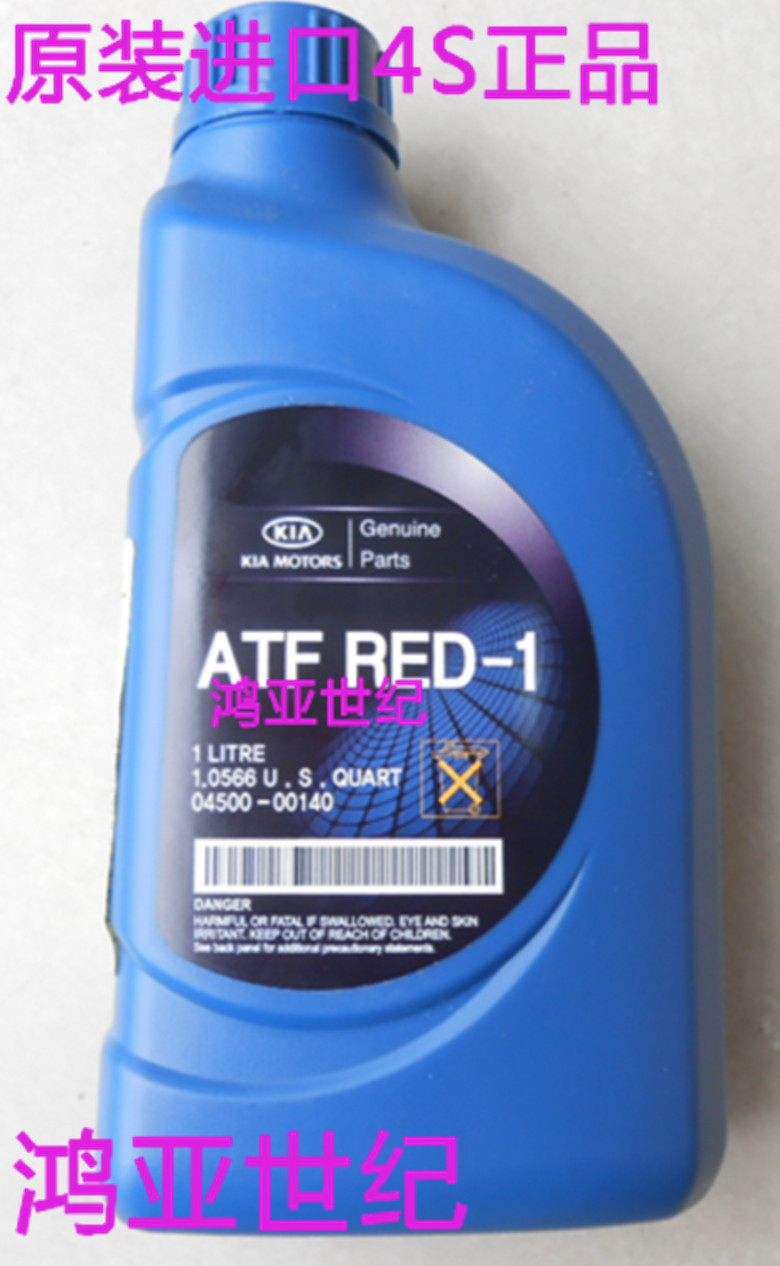 原装进口4S正品
KIA
KIA MOTORS
Genuine
Parts
ATF RED-1
鸿亚世纪
1 LITRE
1.0566 U . S . QUART
04500-00140
DANGER
HARMFUL OR FATAL IF SWALLOWED. EYE AND SKIN
IRRITANT. KEEP OUT OF REACH OF CHILDREN.
See back panel for additional precautionary statements.
鸿亚世纪